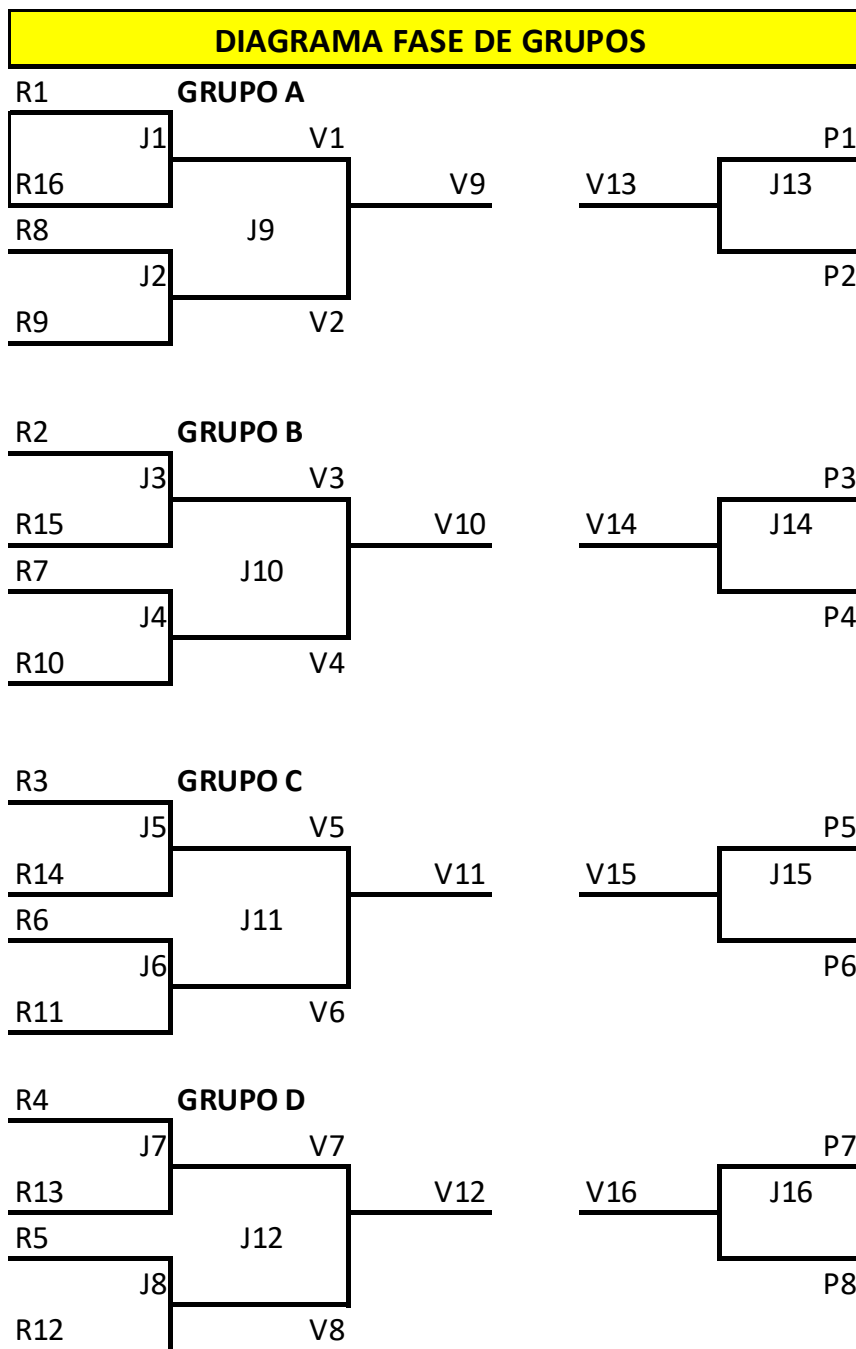 DIAGRAMA FASE DE GRUPOS
R1 GRUPO A
J1 V1 P1
R16 V9 V13 J13
R8 J9
J2 P2
R9 V2
R2 GRUPO B
J3 V3 P3
R15 V10 V14 J14
R7 J10
J4 P4
R10 V4
R3 GRUPO C
J5 V5 P5
R14 V11 V15 J15
R6 J11
J6 P6
R11 V6
R4 GRUPO D
J7 V7 P7
R13 V12 V16 J16
R5 J12
J8 P8
R12 V8